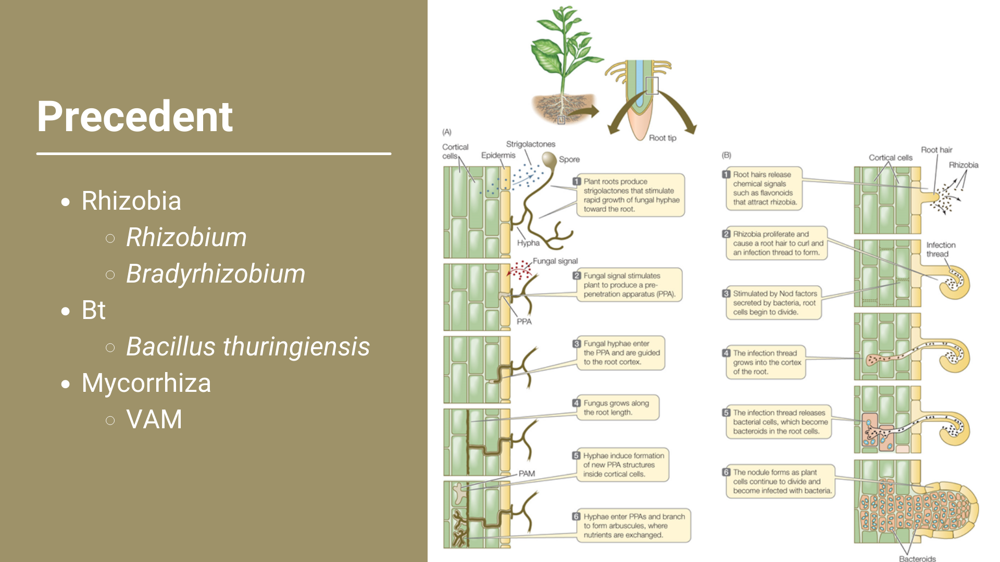 Precedent
Rhizobia
Rhizobium
Bradyrhizobium
Bt
Bacillus thuringiensis
Mycorrhiza
VAM
Root tip
(A)
Cortical
cells
Epidermis
Strigolactones
Spore
1 Plant roots produce
strigolactones that stimulate
rapid growth of fungal hyphae
toward the root.
Hypha
Fungal signal
2 Fungal signal stimulates
plant to produce a pre-
penetration apparatus (PPA).
PPA
3 Fungal hyphae enter
the PPA and are guided
to the root cortex.
4 Fungus grows along
the root length.
5 Hyphae induce formation
of new PPA structures
inside cortical cells.
PAM
6 Hyphae enter PPAs and branch
to form arbuscules, where
nutrients are exchanged.
(B)
Cortical cells
Root hair
Rhizobia
1 Root hairs release
chemical signals
such as flavonoids
that attract rhizobia.
2 Rhizobia proliferate and
cause a root hair to curl and
an infection thread to form.
Infection
thread
3 Stimulated by Nod factors
secreted by bacteria, root
cells begin to divide.
4 The infection thread
grows into the cortex
of the root.
5 The infection thread releases
bacterial cells, which become
bacteroids in the root cells.
6 The nodule forms as plant
cells continue to divide and
become infected with bacteria.
Bacteroids